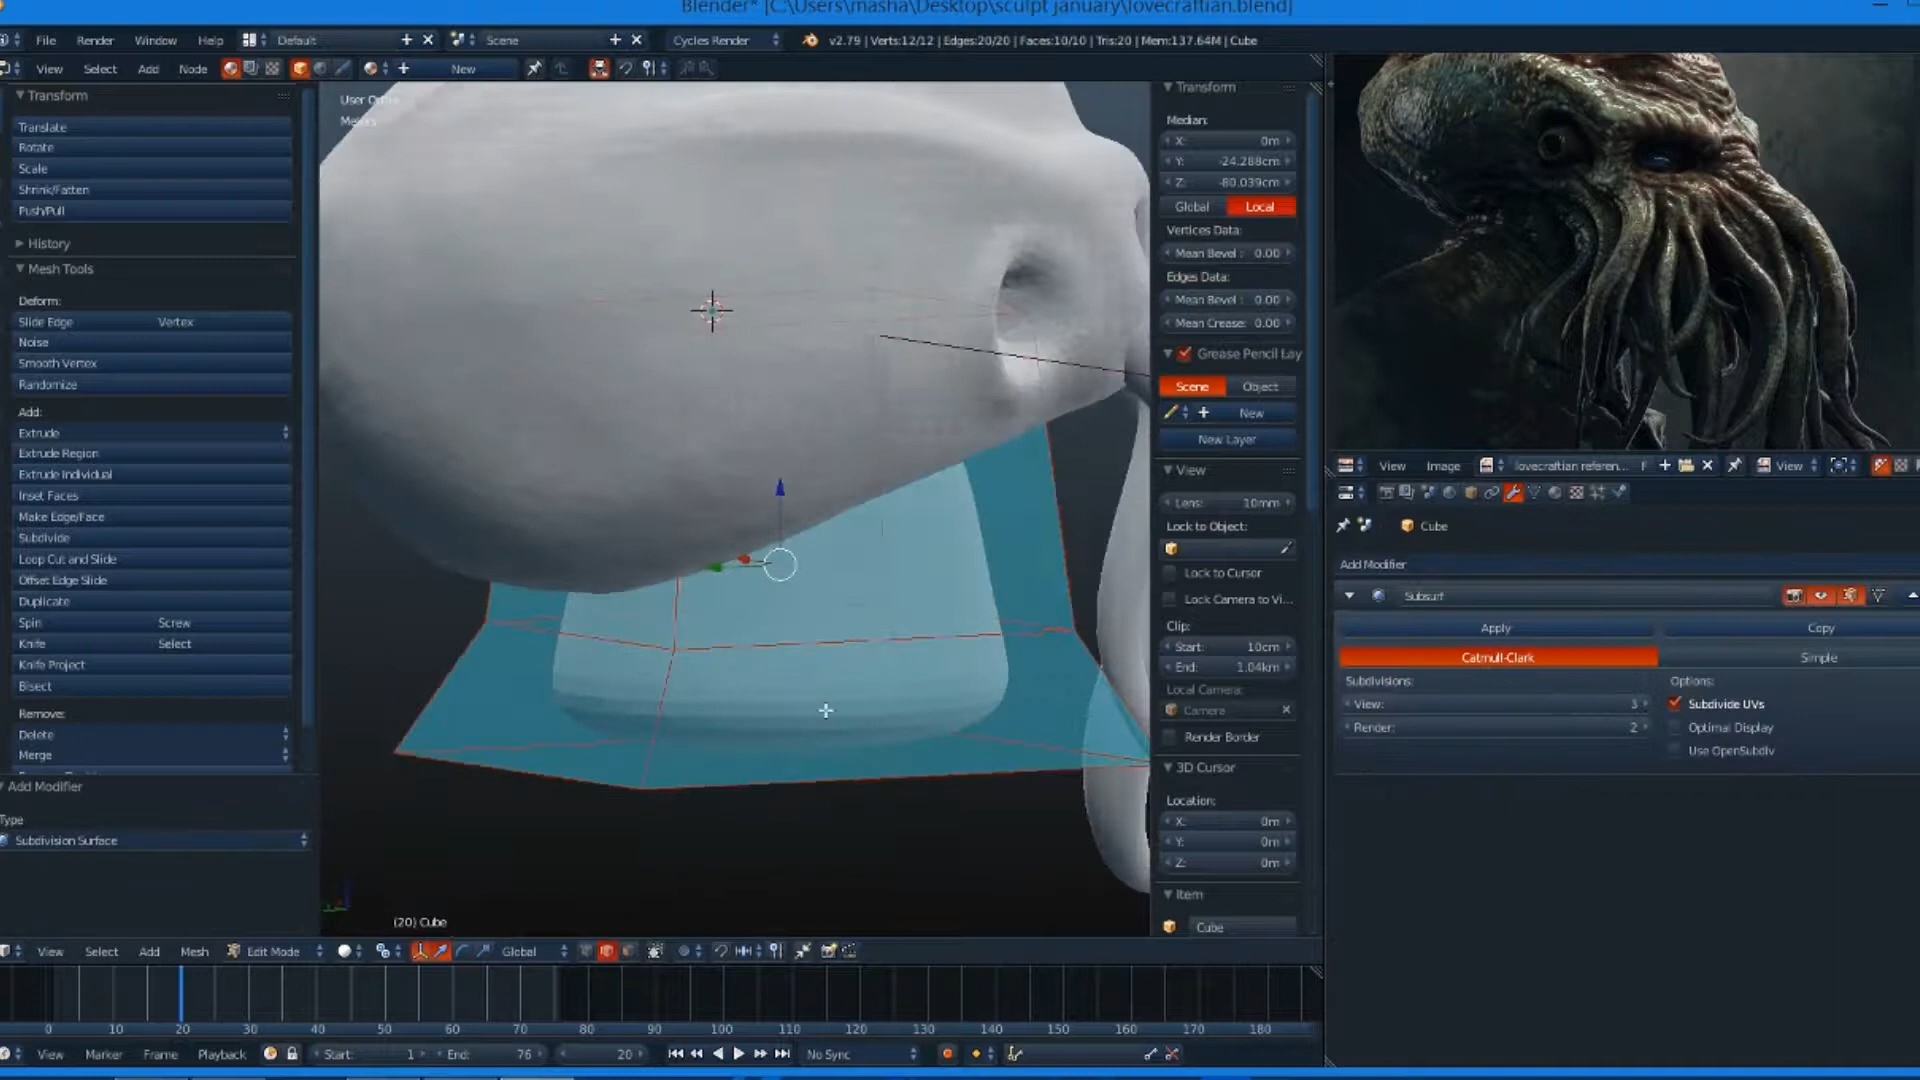 Blender* [C:\Users\masha\Desktop\sculpt january\lovecraftian.blend]
File Render Window Help Default Scene Cycles Render v2.79 | Verts:12/12 | Edges:20/20 | Faces:10/10 | Tris:20 | Mem:137.64M | Cube
View Select Add Node New
Transform
Translate
Rotate
Scale
Shrink/Fatten
Push/Pull
History
Mesh Tools
Deform:
Slide Edge Vertex
Noise
Smooth Vertex
Randomize
Add:
Extrude
Extrude Region
Extrude Individual
Inset Faces
Make Edge/Face
Subdivide
Loop Cut and Slide
Offset Edge Slide
Duplicate
Spin Screw
Knife Select
Knife Project
Bisect
Remove:
Delete
Merge
Add Modifier
Type
Subdivision Surface
User
(20) Cube
Transform
Median:
X: 0m
Y: -24.288cm
Z: -80.039cm
Global Local
Vertices Data:
Mean Bevel : 0.00
Edges Data:
Mean Bevel : 0.00
Mean Crease: 0.00
Grease Pencil Lay
Scene Object
New
New Layer
View
Lens: 10mm
Lock to Object:
Lock to Cursor
Lock Camera to Vi...
Clip:
Start: 10cm
End: 1.04km
Local Camera:
Camera
Render Border
3D Cursor
Location:
X: 0m
Y: 0m
Z: 0m
Item
Cube
View Image lovecraftian referen... F View
Cube
Add Modifier
Subsurf
Apply Copy
Catmull-Clark Simple
Subdivisions: Options:
View: 3 Subdivide UVs
Render: 2 Optimal Display
Use OpenSubdiv
View Select Add Mesh Edit Mode Global
0 10 20 30 40 50 60 70 80 90 100 110 120 130 140 150 160 170 180
View Marker Frame Playback Start: 1 End: 76 20 No Sync